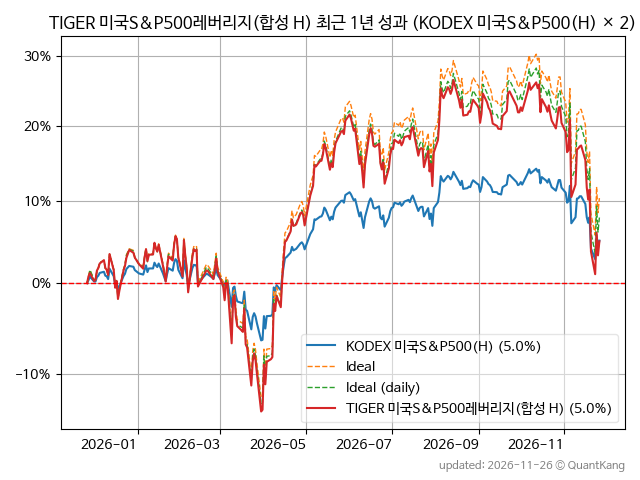 TIGER 미국S&P500레버리지(합성 H) 최근 1년 성과 (KODEX 미국S&P500(H) × 2)
30%
20%
10%
0%
−10%
KODEX 미국S&P500(H) (5.0%)
Ideal
Ideal (daily)
TIGER 미국S&P500레버리지(합성 H) (5.0%)
2026-01 2026-03 2026-05 2026-07 2026-09 2026-11
updated: 2026-11-26 © QuantKang